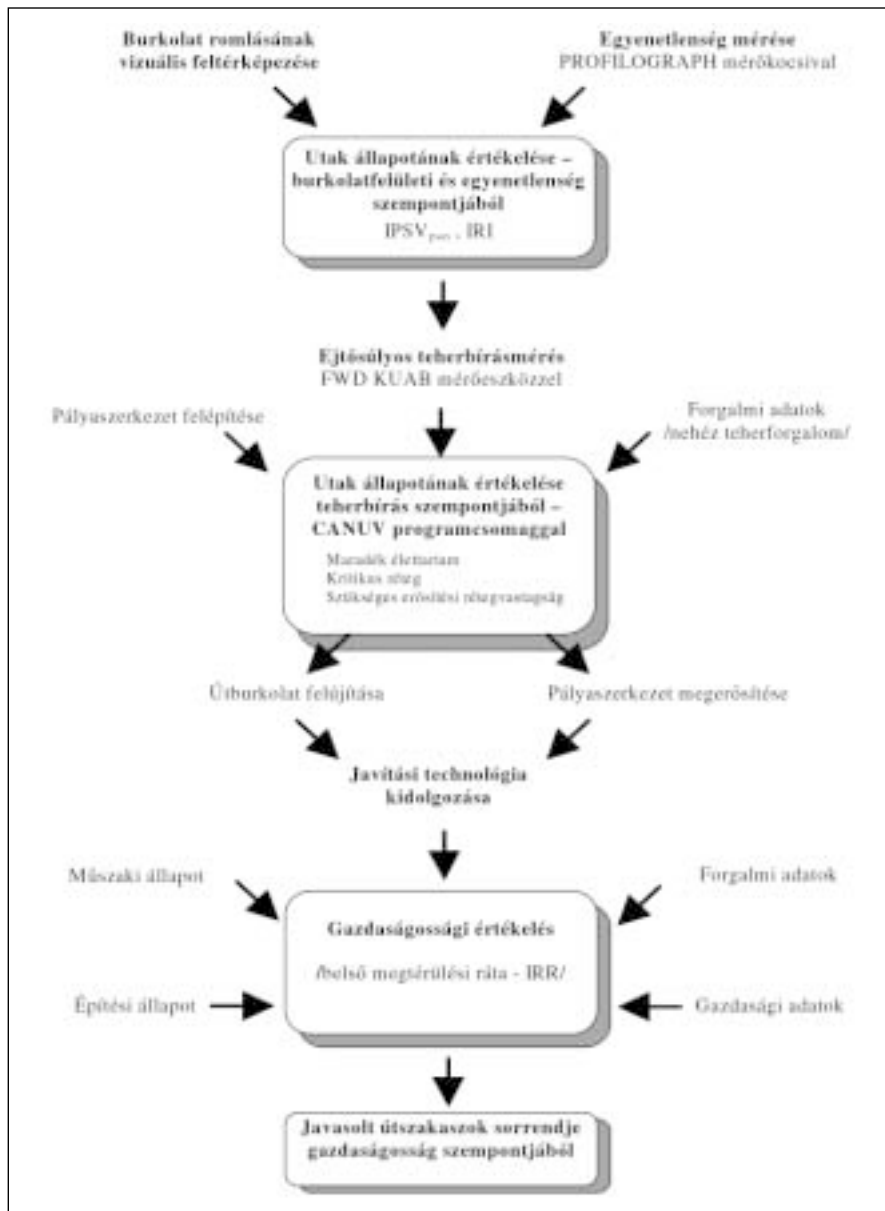 Burkolat romlásának
vizuális feltérképezése
Egyenetlenség mérése
PROFILOGRAPH mérőkocsival
Utak állapotának értékelése –
burkolatfelületi és egyenetlenség
szempontjából
IRI
Ejtősúlyos teherbírásmérés
FWD KUAB mérőeszközzel
Pályaszerkezet felépítése
Forgalmi adatok
/nehéz teherforgalom/
Utak állapotának értékelése
teherbírás szempontjából –
CANUV programcsomaggal
Maradék élettartam
Kritikus réteg
Szükséges erősítési rétegvastagság
Útburkolat felújítása
Pályaszerkezet megerősítése
Javítási technológia
kidolgozása
Műszaki állapot
Forgalmi adatok
Gazdaságossági értékelés
/belső megtérülési ráta - IRR/
Építési állapot
Gazdasági adatok
Javasolt útszakaszok sorrendje
gazdaságosság szempontjából